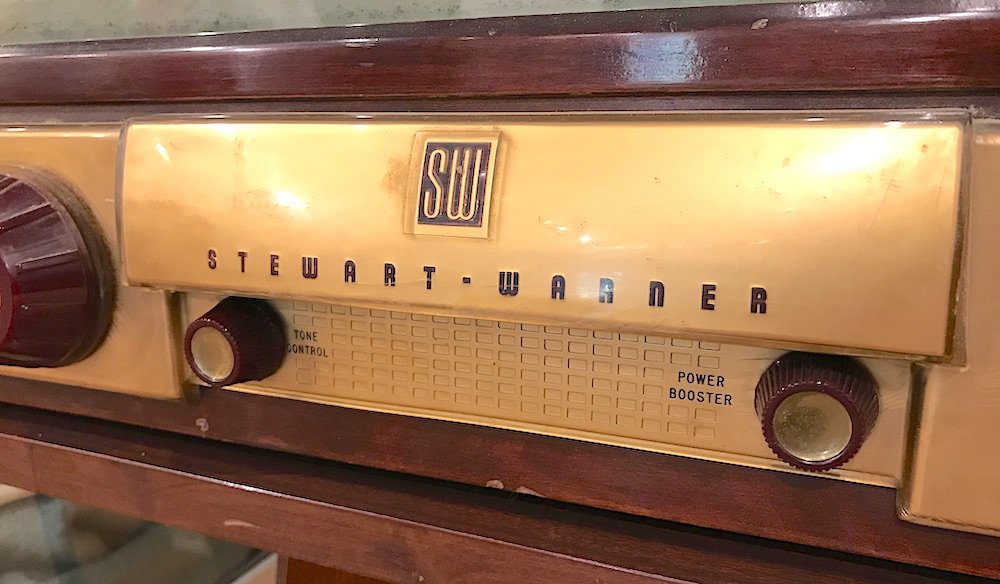 SW
STEWART-WARNER
TONE
CONTROL
POWER
BOOSTER